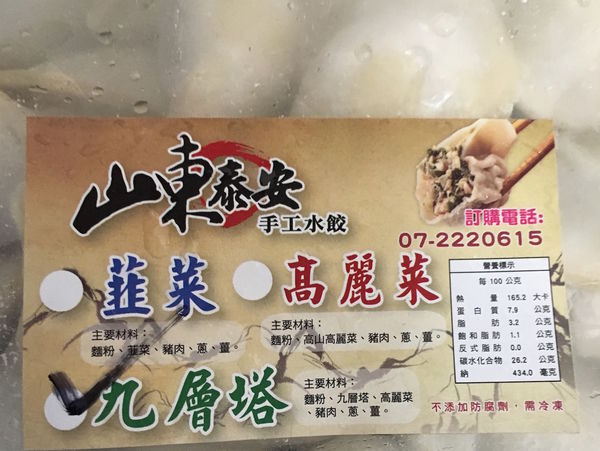 山東泰安
手工水餃
訂購電話:
07-2220615
韮菜
主要材料:
麵粉、韮菜、豬肉、蔥、薑。
高麗菜
主要材料:
麵粉、高山高麗菜、豬肉、蔥、薑。
九層塔
主要材料:
麵粉、九層塔、高麗菜
、豬肉、蔥、薑。
營養標示
每 100 公克
熱量 165.2 大卡
蛋白質 7.9 公克
脂肪 3.2 公克
飽和脂肪 1.1 公克
反式脂肪 0.0 公克
碳水化合物 26.2 公克
納 434.0 毫克
不添加防腐劑,需冷凍